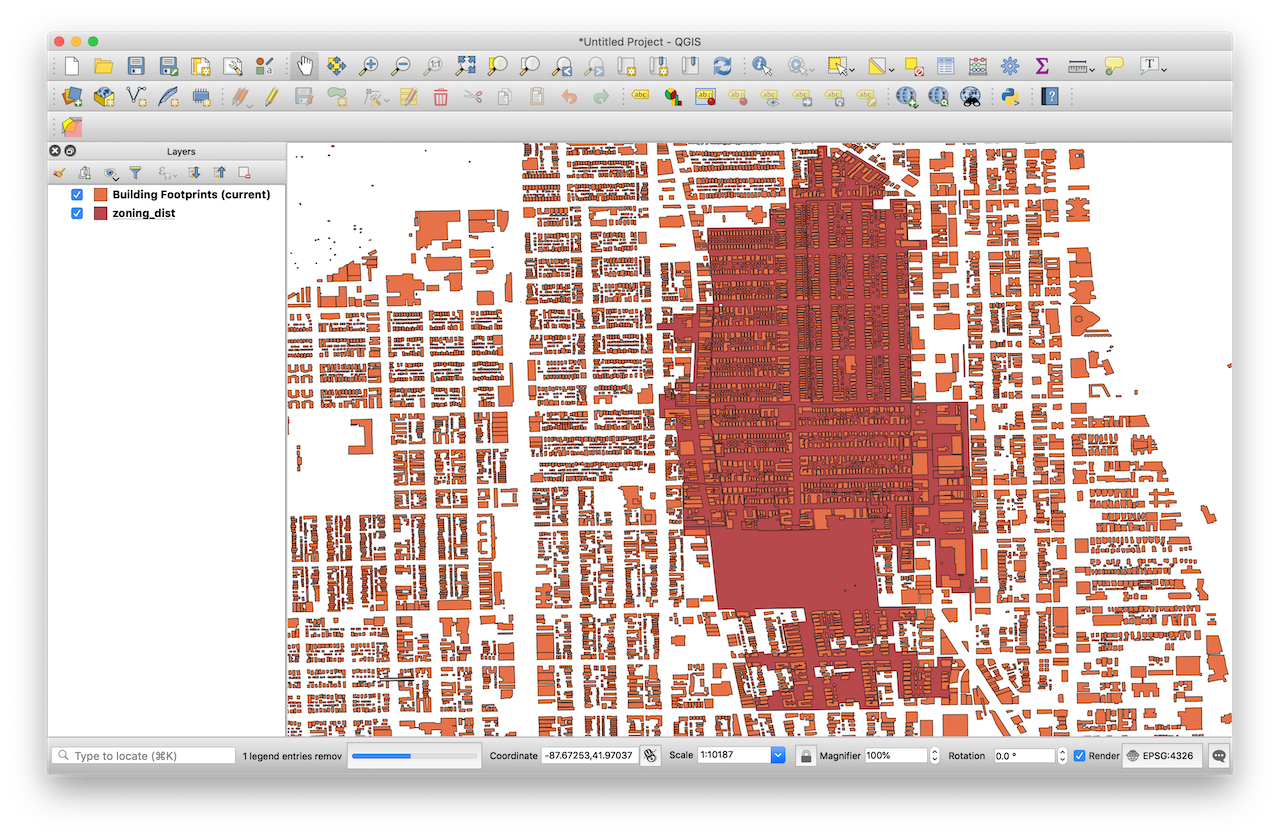 *Untitled Project - QGIS
Layers
Building Footprints (current)
zoning_dist
Type to locate (⌘K)
1 legend entries remov
Coordinate
-87.67253,41.97037
Scale
1:10187
Magnifier
100%
Rotation
0.0 °
Render
EPSG:4326